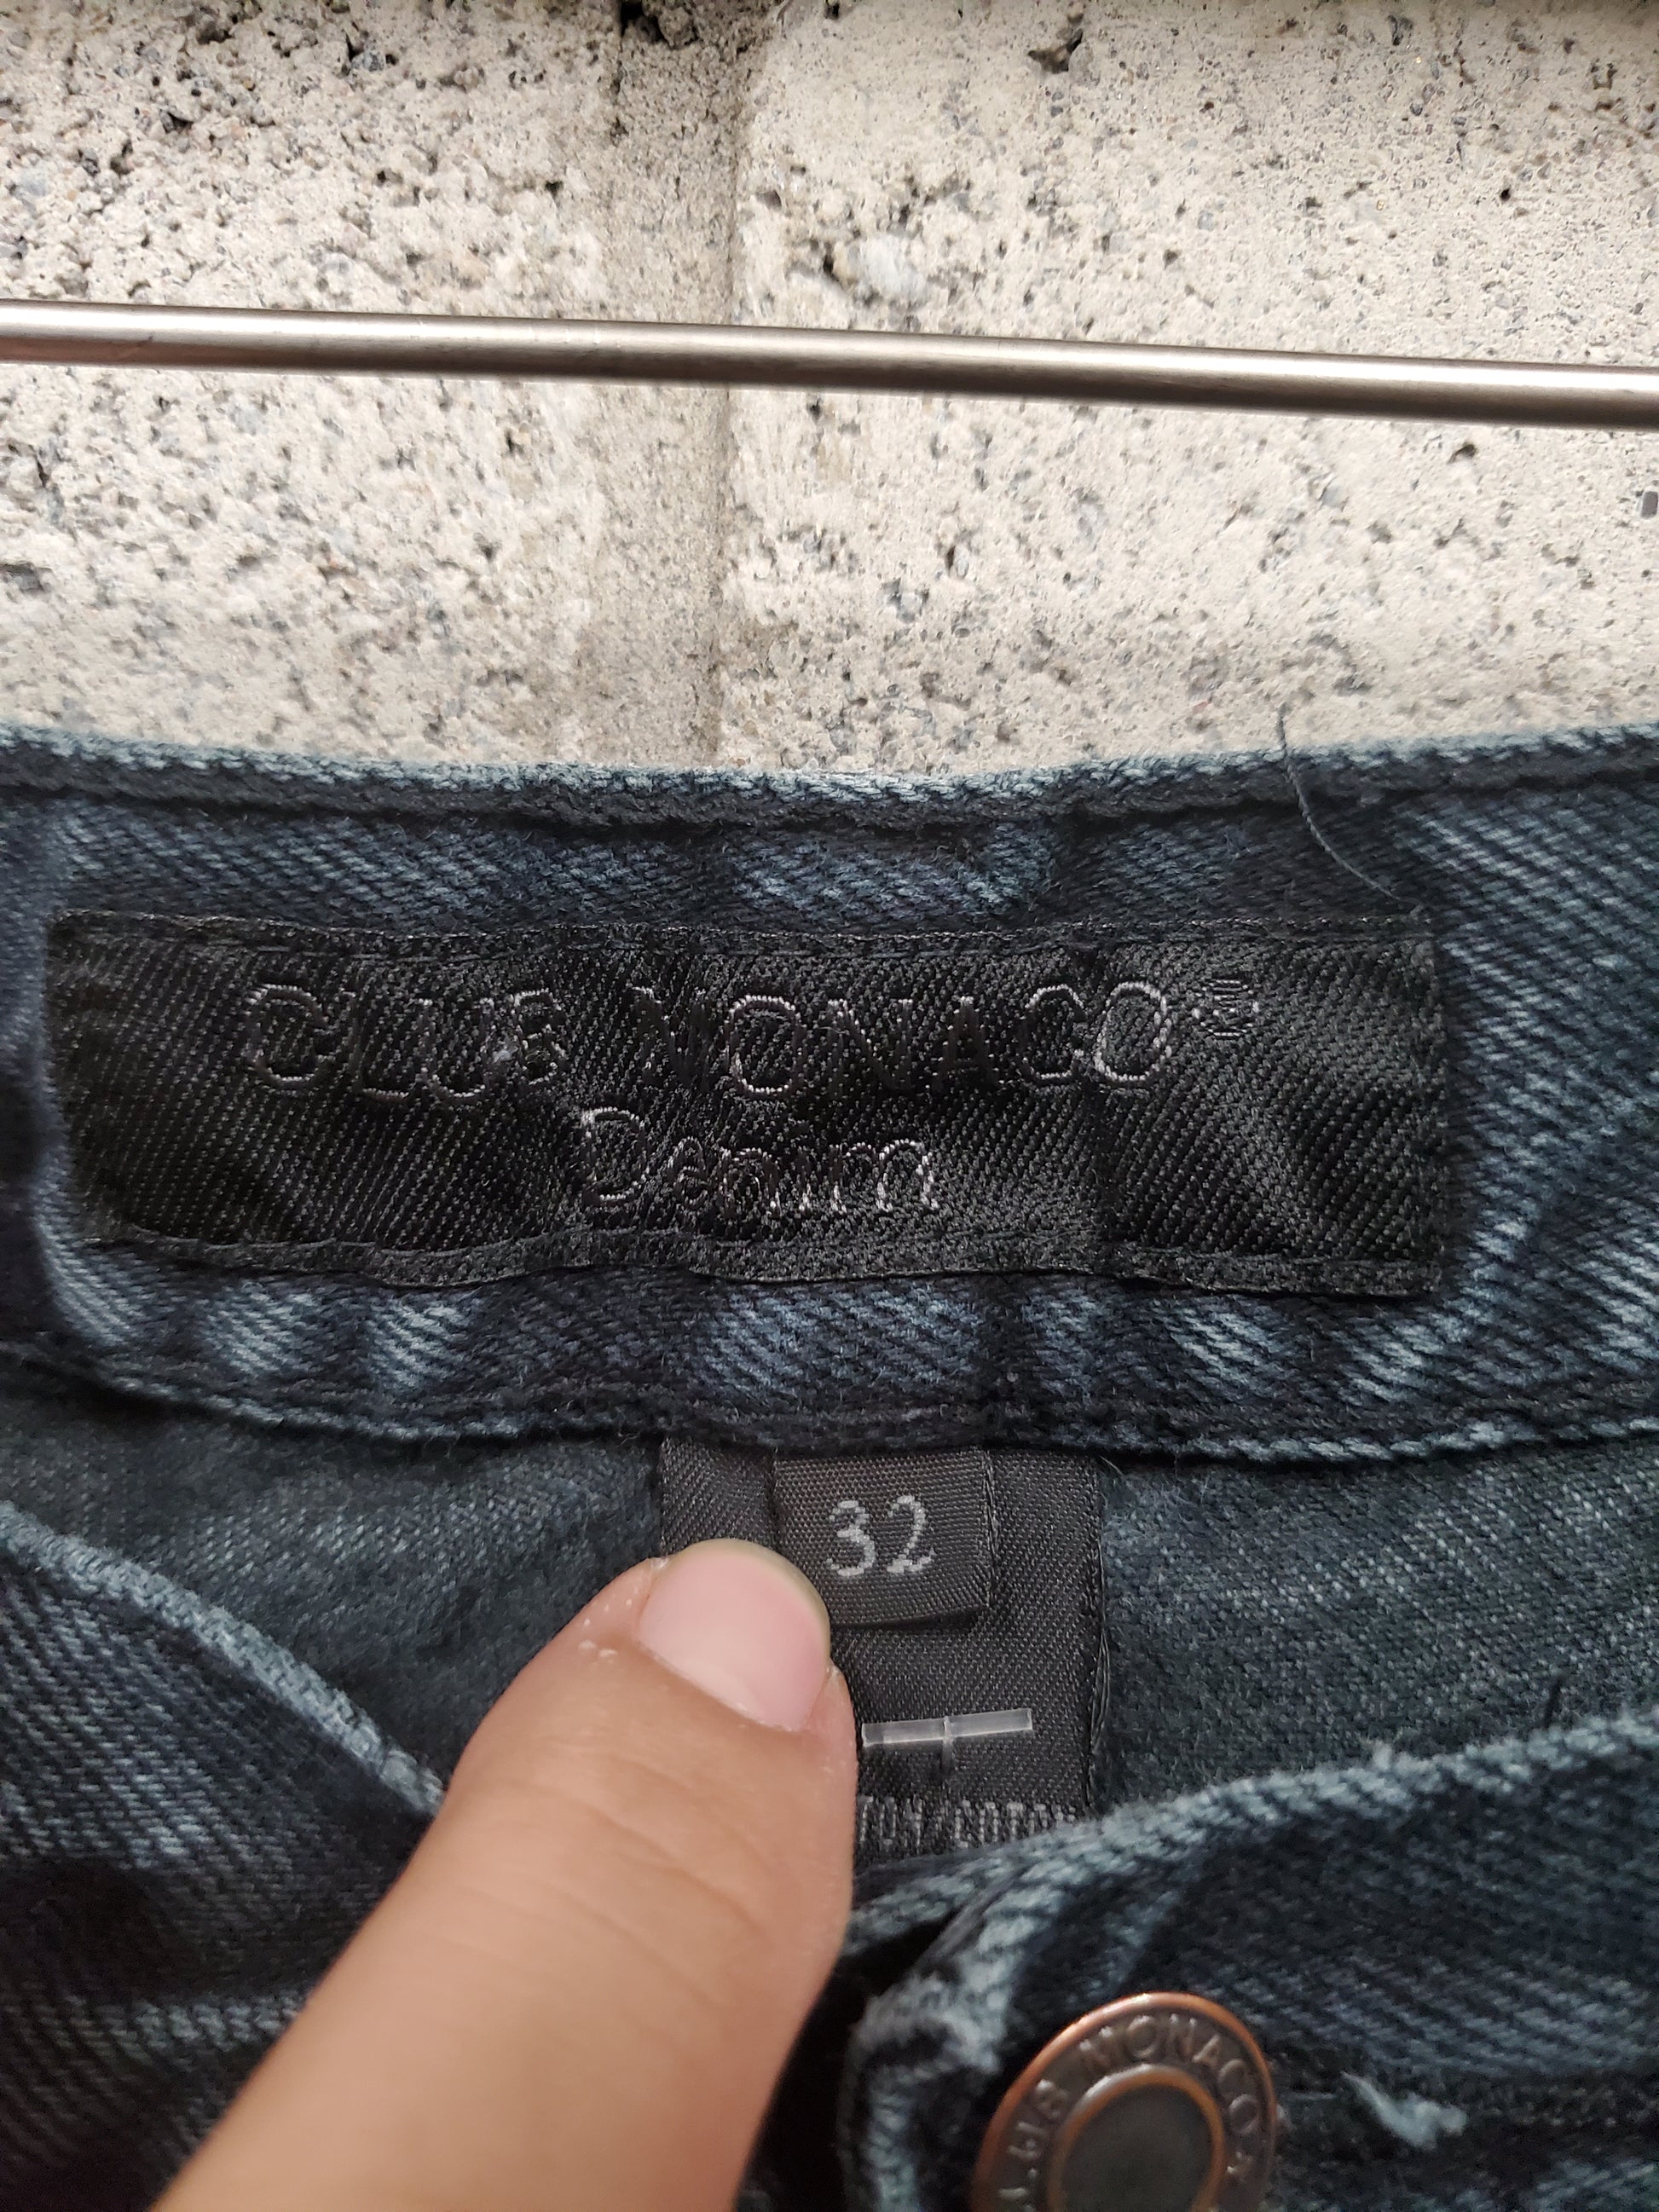 CLUB MONACO®
Denim
32
CLUB MONACO